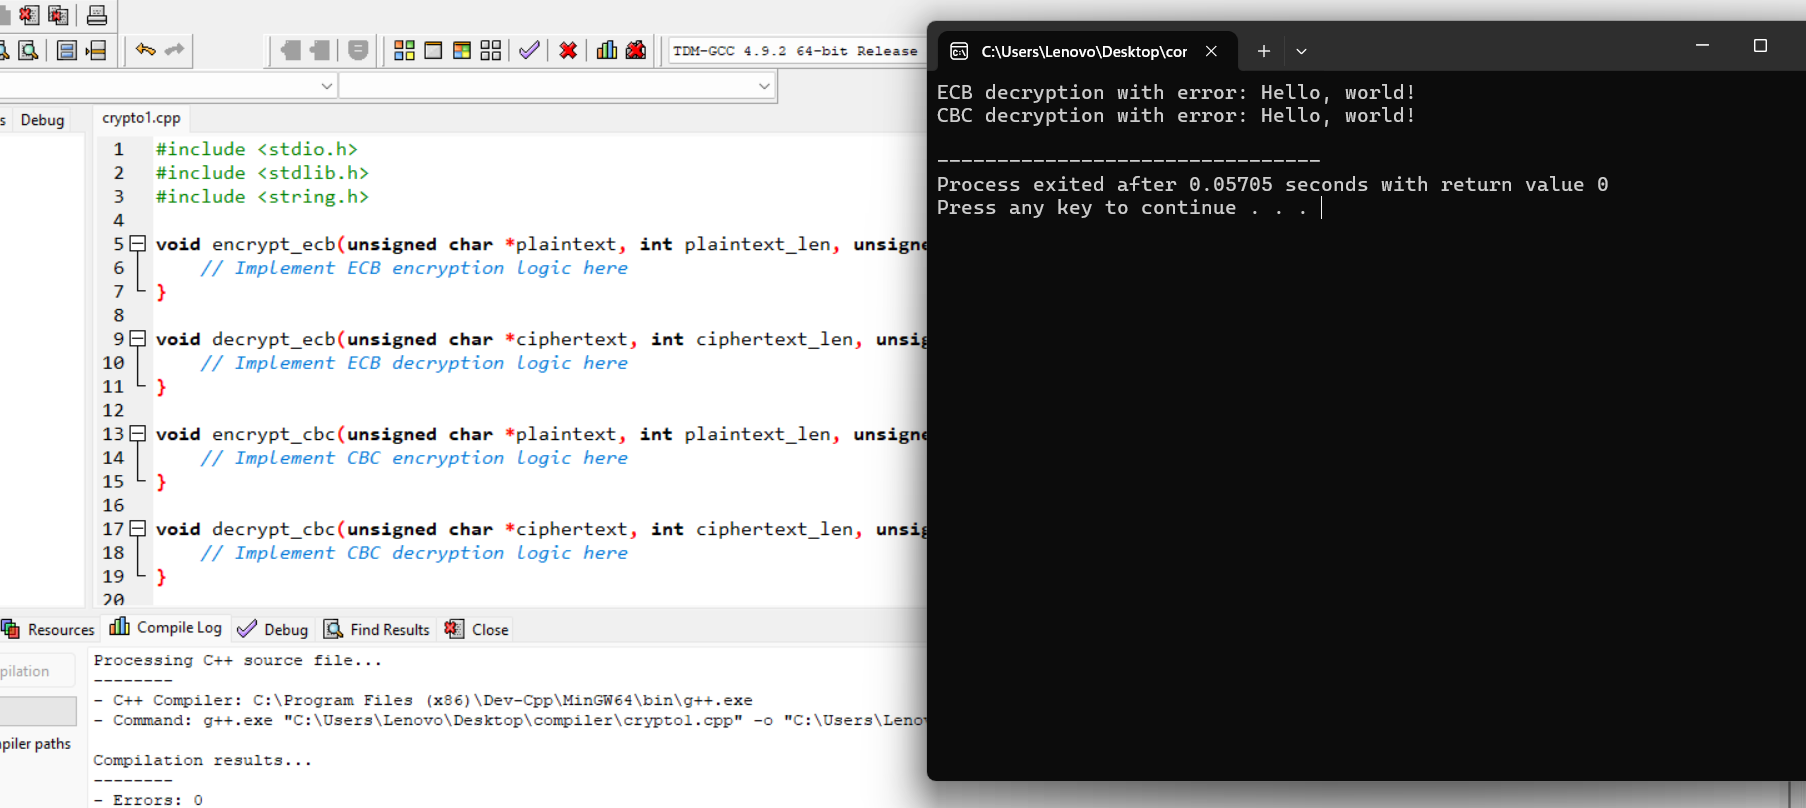 TDM-GCC 4.9.2 64-bit Release
s Debug
crypto1.cpp
1 #include <stdio.h>
2 #include <stdlib.h>
3 #include <string.h>
4
5 void encrypt_ecb(unsigned char *plaintext, int plaintext_len, unsigne
6 // Implement ECB encryption logic here
7 }
8
9 void decrypt_ecb(unsigned char *ciphertext, int ciphertext_len, unsig
10 // Implement ECB decryption logic here
11 }
12
13 void encrypt_cbc(unsigned char *plaintext, int plaintext_len, unsigne
14 // Implement CBC encryption logic here
15 }
16
17 void decrypt_cbc(unsigned char *ciphertext, int ciphertext_len, unsig
18 // Implement CBC decryption logic here
19 }
20
Resources Compile Log Debug Find Results Close
pilation
piler paths
Processing C++ source file...
--------
- C++ Compiler: C:\Program Files (x86)\Dev-Cpp\MinGW64\bin\g++.exe
- Command: g++.exe "C:\Users\Lenovo\Desktop\compiler\crypto1.cpp" -o "C:\Users\Lenov
Compilation results...
--------
- Errors: 0
C:\Users\Lenovo\Desktop\cor
ECB decryption with error: Hello, world!
CBC decryption with error: Hello, world!
--------------------------------
Process exited after 0.05705 seconds with return value 0
Press any key to continue . . .